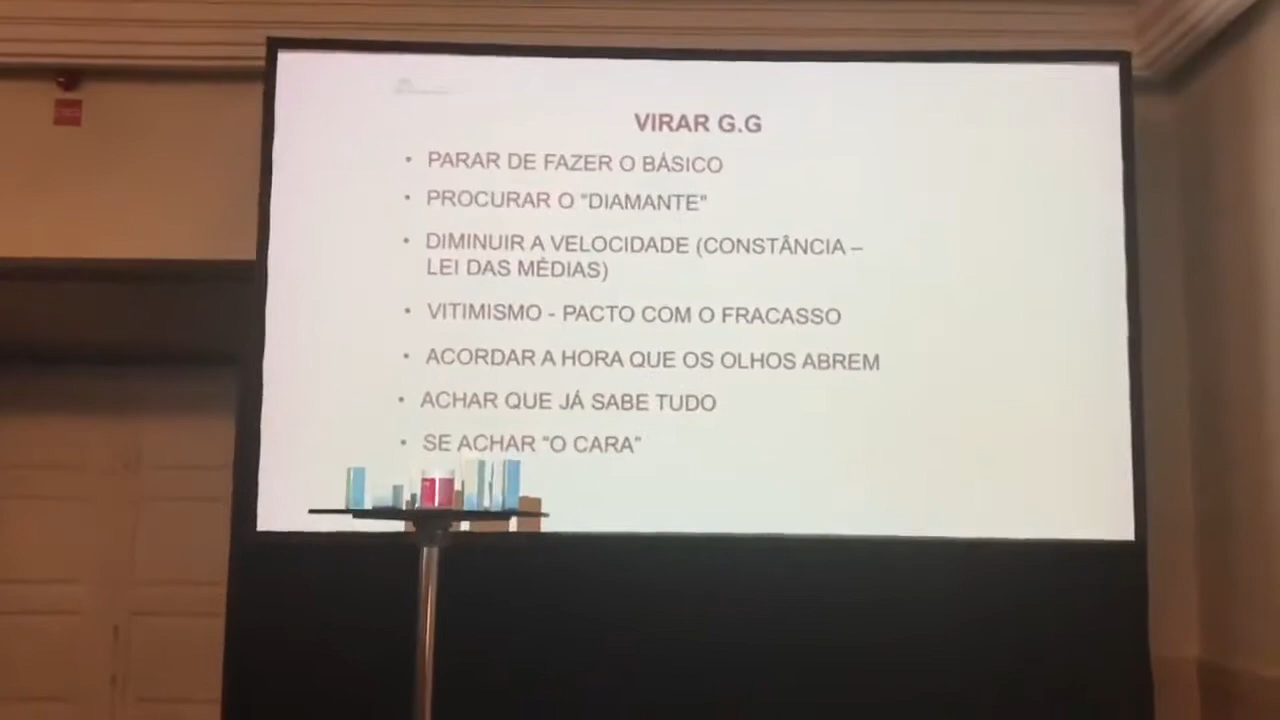 VIRAR G.G
• PARAR DE FAZER O BÁSICO
• PROCURAR O "DIAMANTE"
• DIMINUIR A VELOCIDADE (CONSTÂNCIA –
LEI DAS MÉDIAS)
• VITIMISMO - PACTO COM O FRACASSO
• ACORDAR A HORA QUE OS OLHOS ABREM
• ACHAR QUE JÁ SABE TUDO
• SE ACHAR "O CARA"